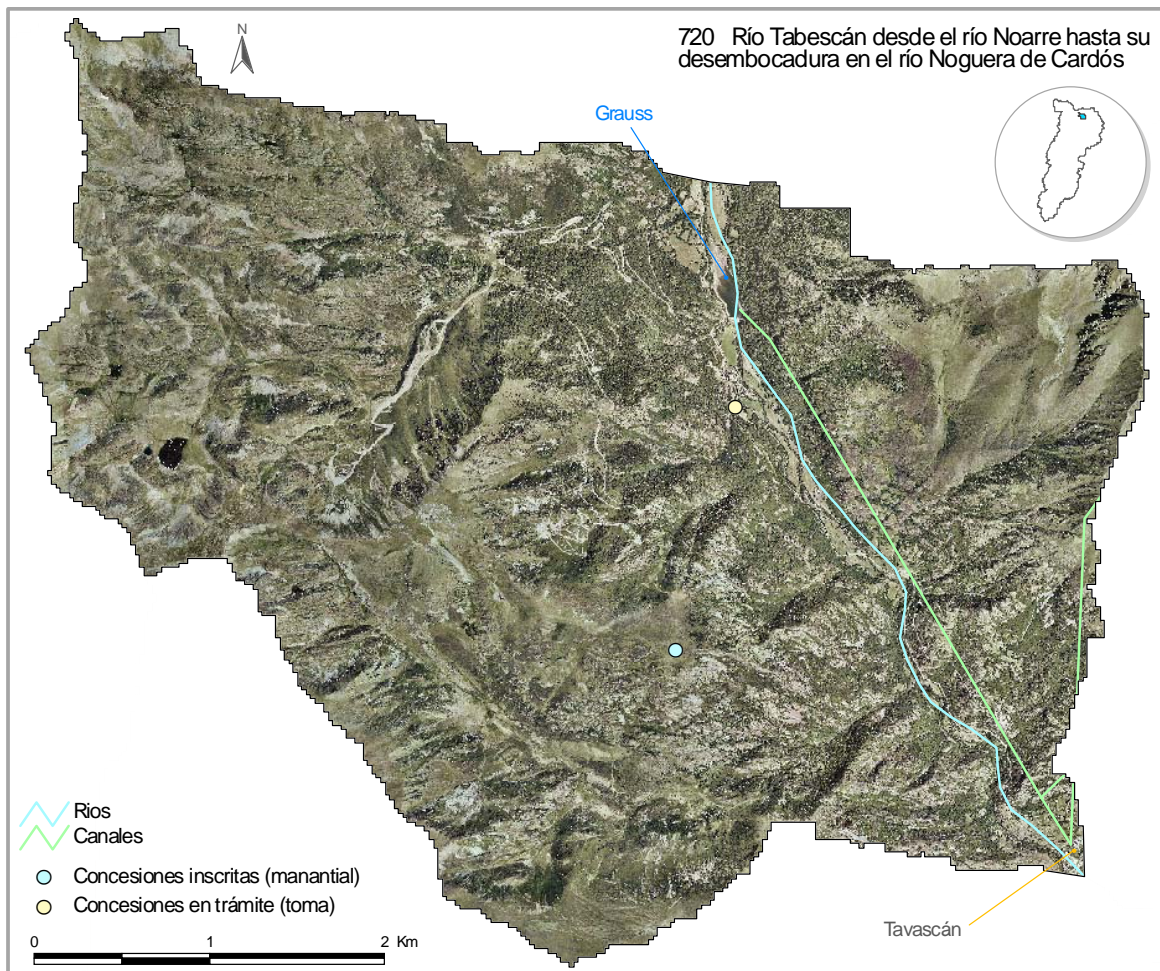 720 Río Tabescán desde el río Noarre hasta su
desembocadura en el río Noguera de Cardós
N
Grauss
Rios
Canales
Concesiones inscritas (manantial)
Concesiones en trámite (toma)
0 1 2 Km
Tavascán